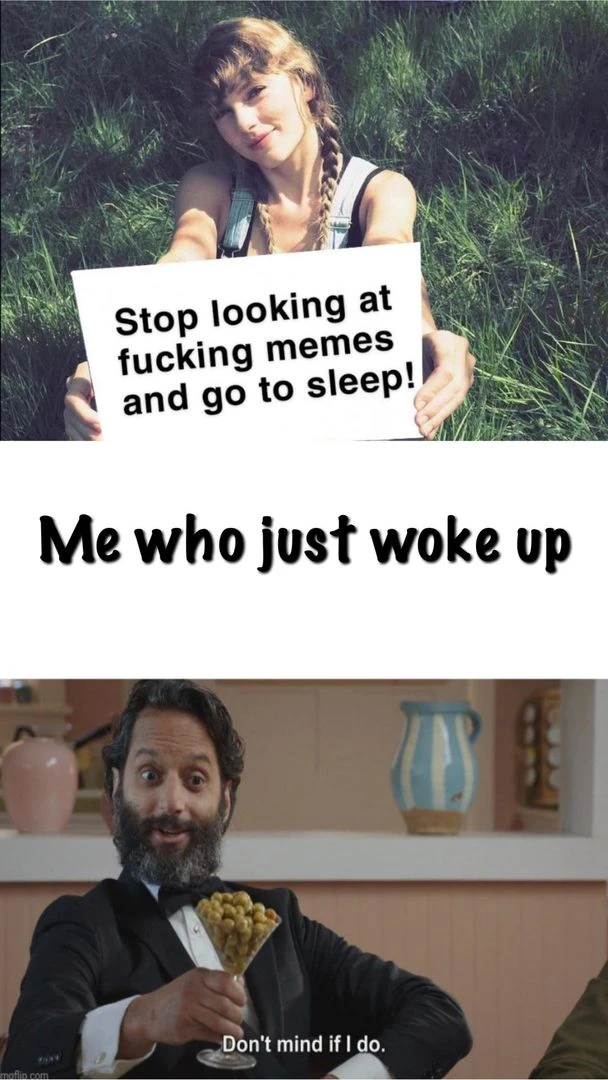 Stop looking at
fucking memes
and go to sleep!
Me who just woke up
Don't mind if I do.
imgflip.com